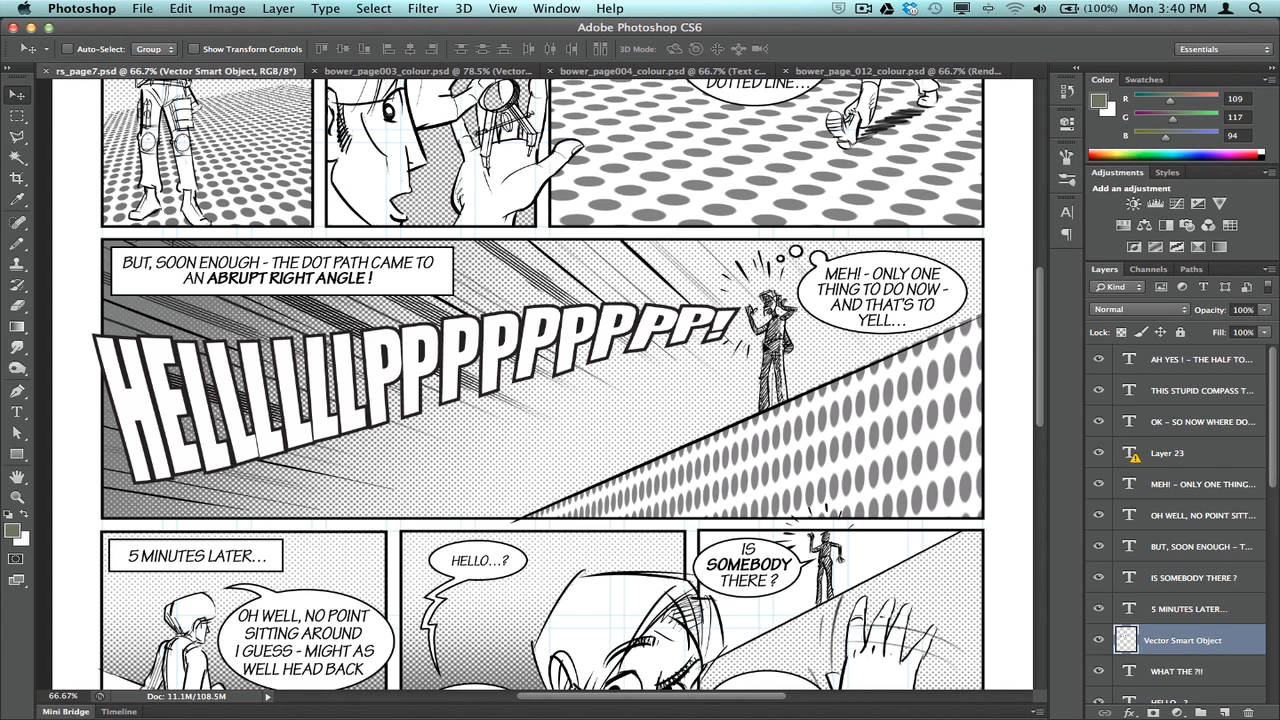 Photoshop File Edit Image Layer Type Select Filter 3D View Window Help
(100%) Mon 3:40 PM
Adobe Photoshop CS6
Auto-Select: Group Show Transform Controls 3D Mode: Essentials
rs_page7.psd @ 66.7% (Vector Smart Object, RGB/8*)
bower_page003_colour.psd @ 78.5% (Vector...
bower_page004_colour.psd @ 66.7% (Text c...
bower_page_012_colour.psd @ 66.7% (Rend...
DOTTED LINE...
BUT, SOON ENOUGH - THE DOT PATH CAME TO
AN ABRUPT RIGHT ANGLE !
MEH! - ONLY ONE
THING TO DO NOW -
AND THAT'S TO
YELL...
HELLLLLLPPPPPPPPPP!
5 MINUTES LATER...
OH WELL, NO POINT
SITTING AROUND
I GUESS - MIGHT AS
WELL HEAD BACK
HELLO...?
IS
SOMEBODY
THERE ?
Color Swatches
R 109
G 117
B 94
Adjustments Styles
Add an adjustment
Layers Channels Paths
Kind
Normal Opacity: 100%
Lock: Fill: 100%
AH YES ! - THE HALF TO...
THIS STUPID COMPASS T...
OK - SO NOW WHERE DO...
Layer 23
MEH! - ONLY ONE THING...
OH WELL, NO POINT SITT...
BUT, SOON ENOUGH - T...
IS SOMEBODY THERE ?
5 MINUTES LATER...
Vector Smart Object
WHAT THE ?!!
66.67% Doc: 11.1M/108.5M
Mini Bridge Timeline